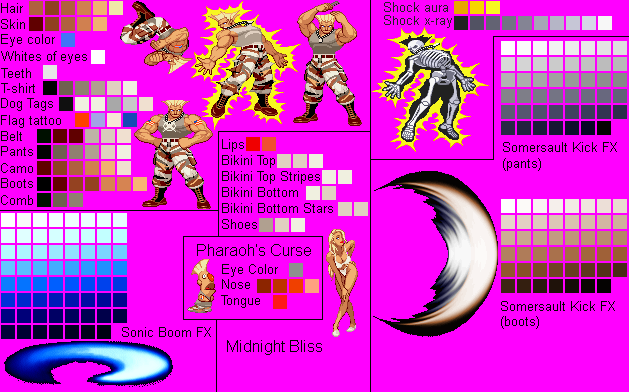 Hair
Skin
Eye color
Whites of eyes
Teeth
T-shirt
Dog Tags
Flag tattoo
Belt
Pants
Camo
Boots
Comb
Shock aura
Shock x-ray
Somersault Kick FX
(pants)
Lips
Bikini Top
Bikini Top Stripes
Bikini Bottom
Bikini Bottom Stars
Shoes
Pharaoh's Curse
Eye Color
Nose
Tongue
Sonic Boom FX
Midnight Bliss
Somersault Kick FX
(boots)